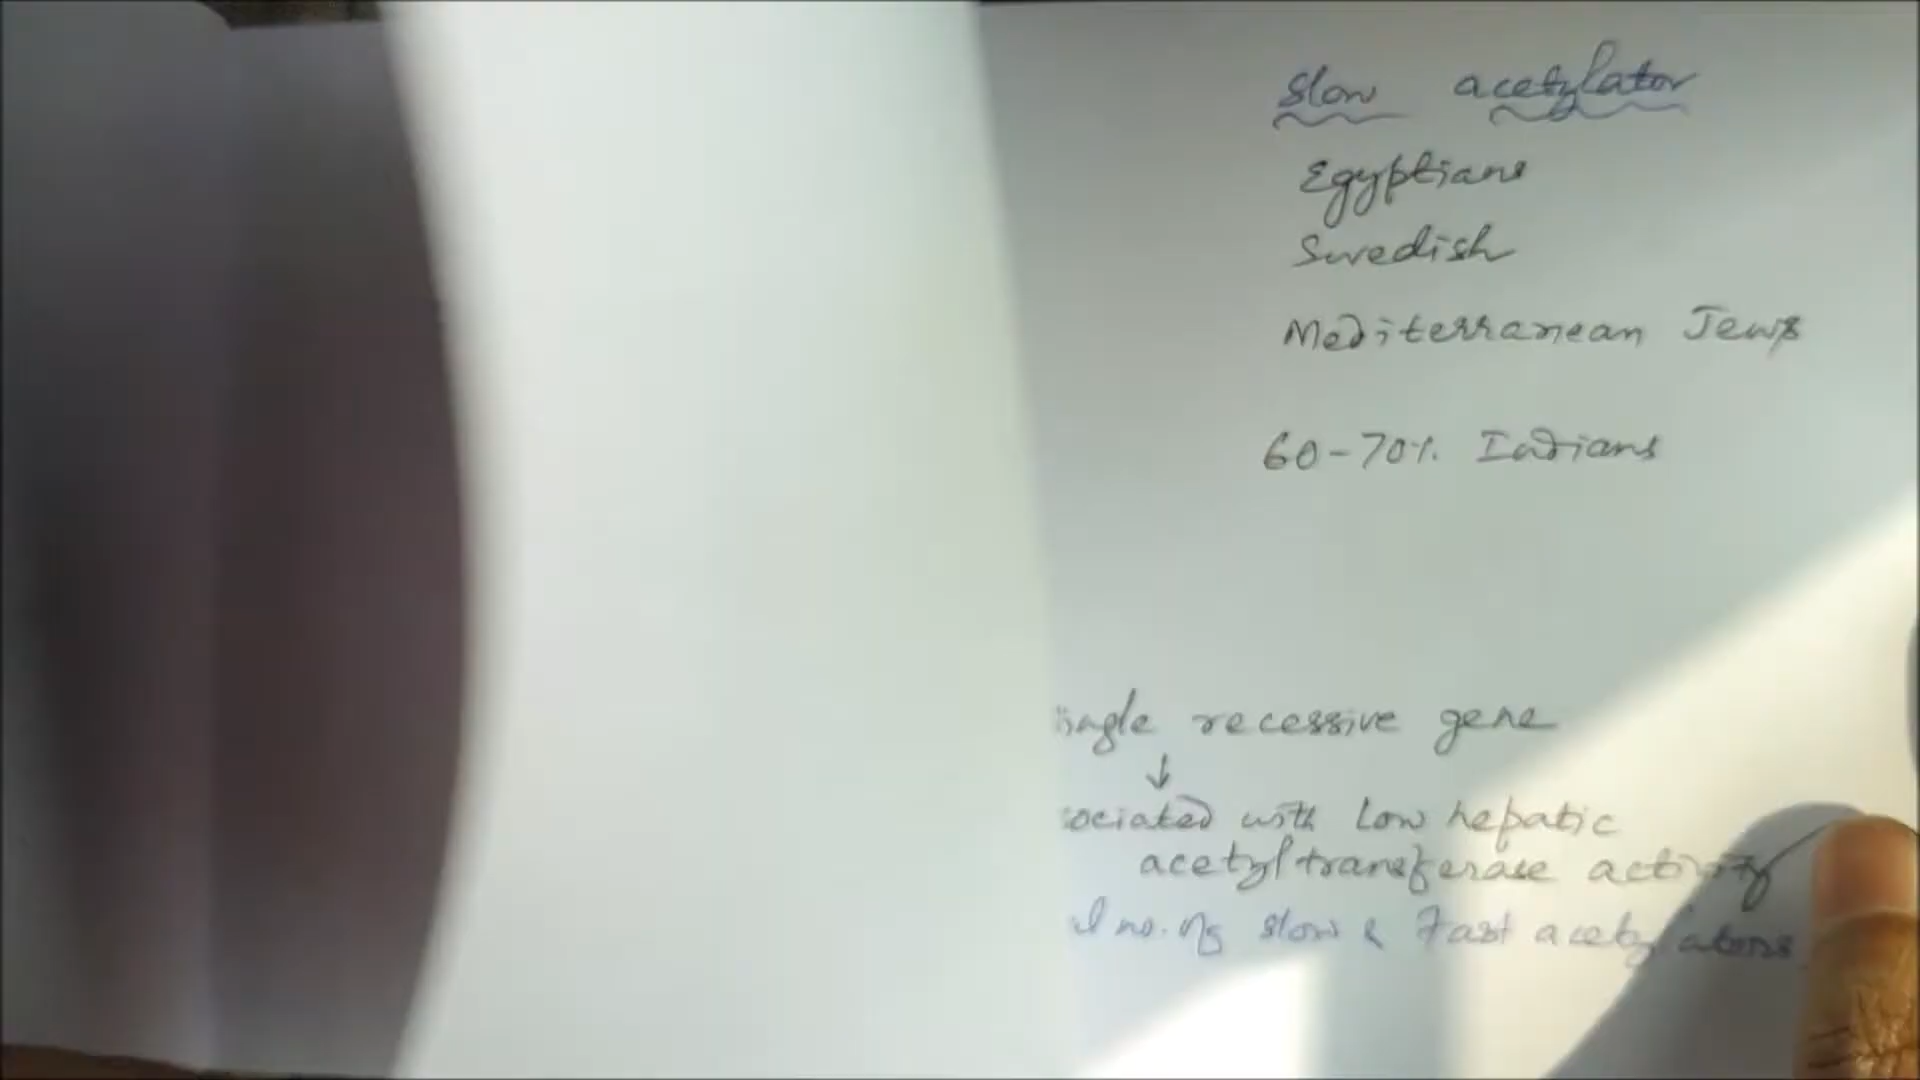 Slow acetylator
Egyptians
Swedish
Mediterranean Jews
60-70% Indians
ingle recessive gene
↓
sociated with Low hepatic
acetyltransferase activity
l no. of slow & Fast acetylators